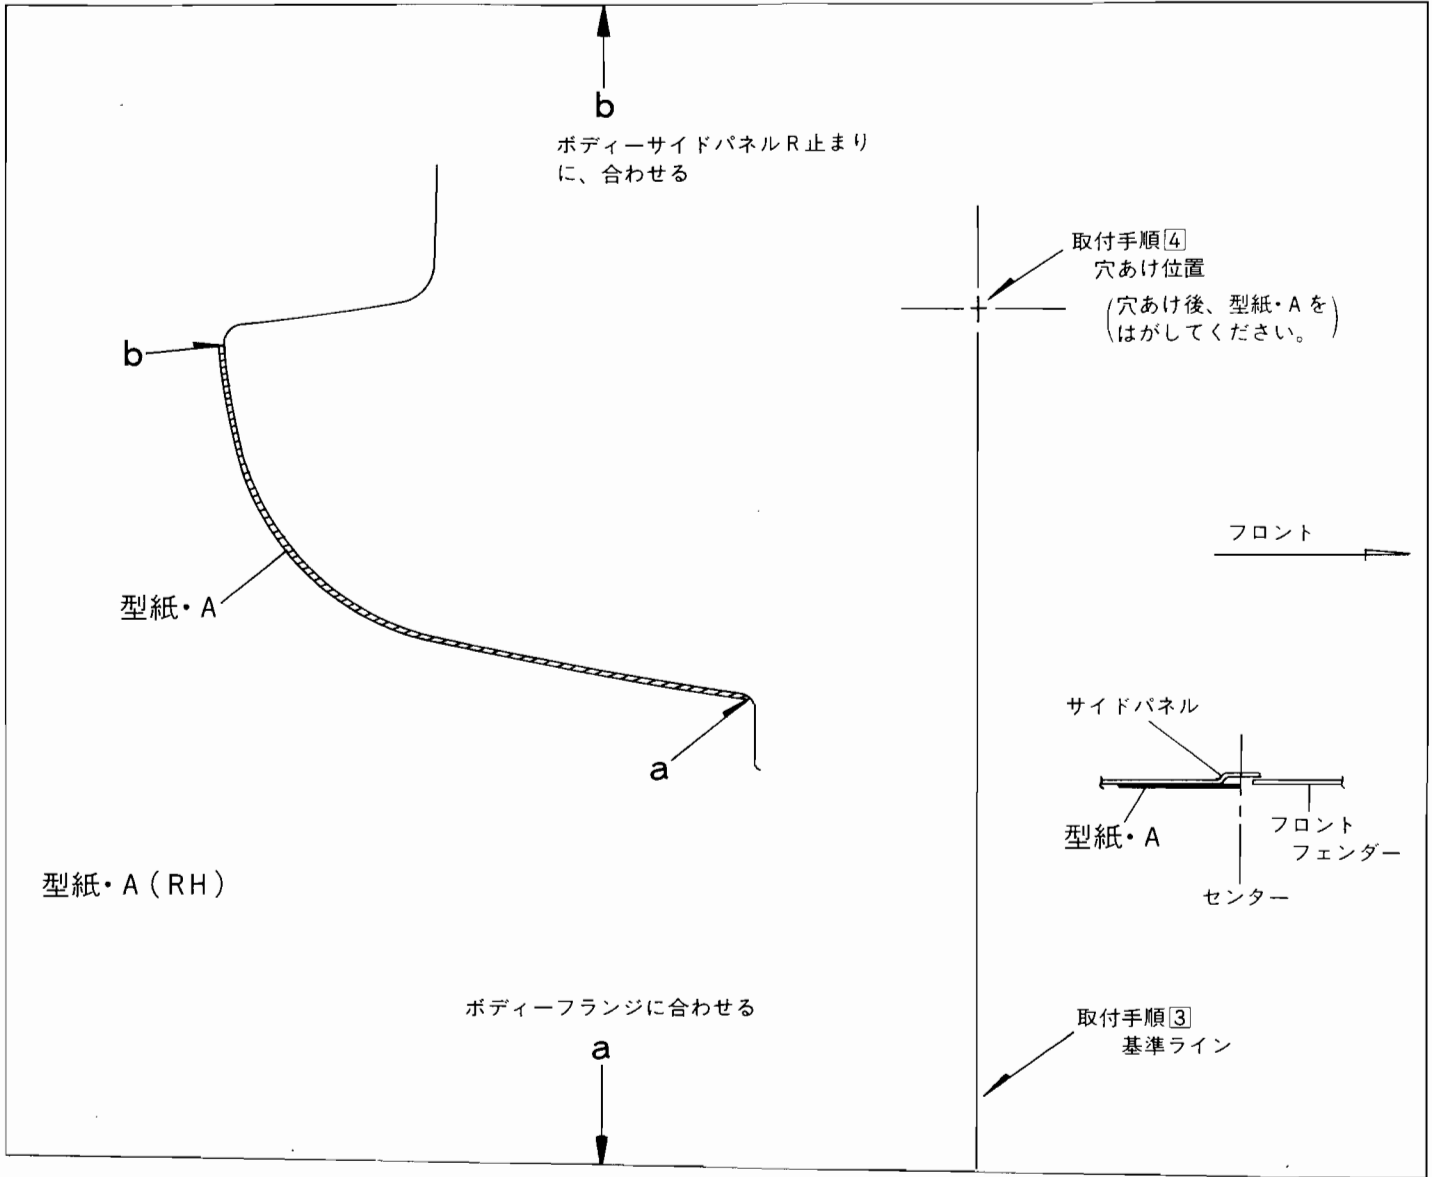 b
ボディーサイドパネルR止まり
に、合わせる
取付手順4
穴あけ位置
(穴あけ後、型紙・Aを
はがしてください。)
b
フロント
型紙・A
サイドパネル
a
型紙・A
フロント
フェンダー
センター
型紙・A(RH)
ボディーフランジに合わせる
a
取付手順3
基準ライン